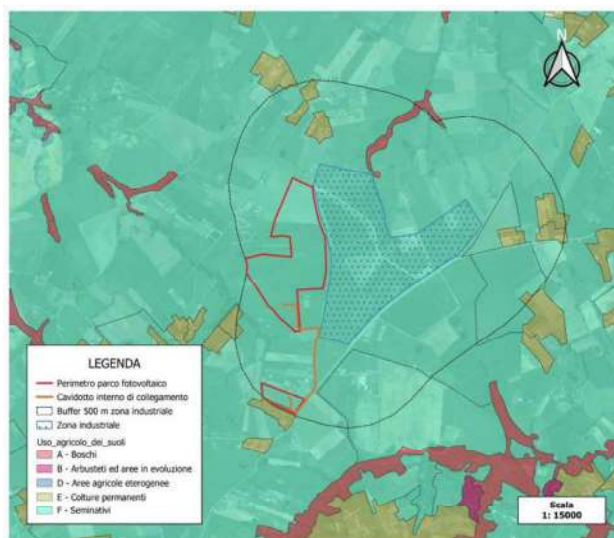 N
LEGENDA
Perimetro parco fotovoltaico
Cavidotto interno di collegamento
Buffer 500 m zona industriale
Zona industriale
Uso_agricolo_dei_suoli
A - Boschi
B - Arbusteti ed aree in evoluzione
D - Aree agricole eterogenee
E - Colture permanenti
F - Seminativi
Scala
1: 15000